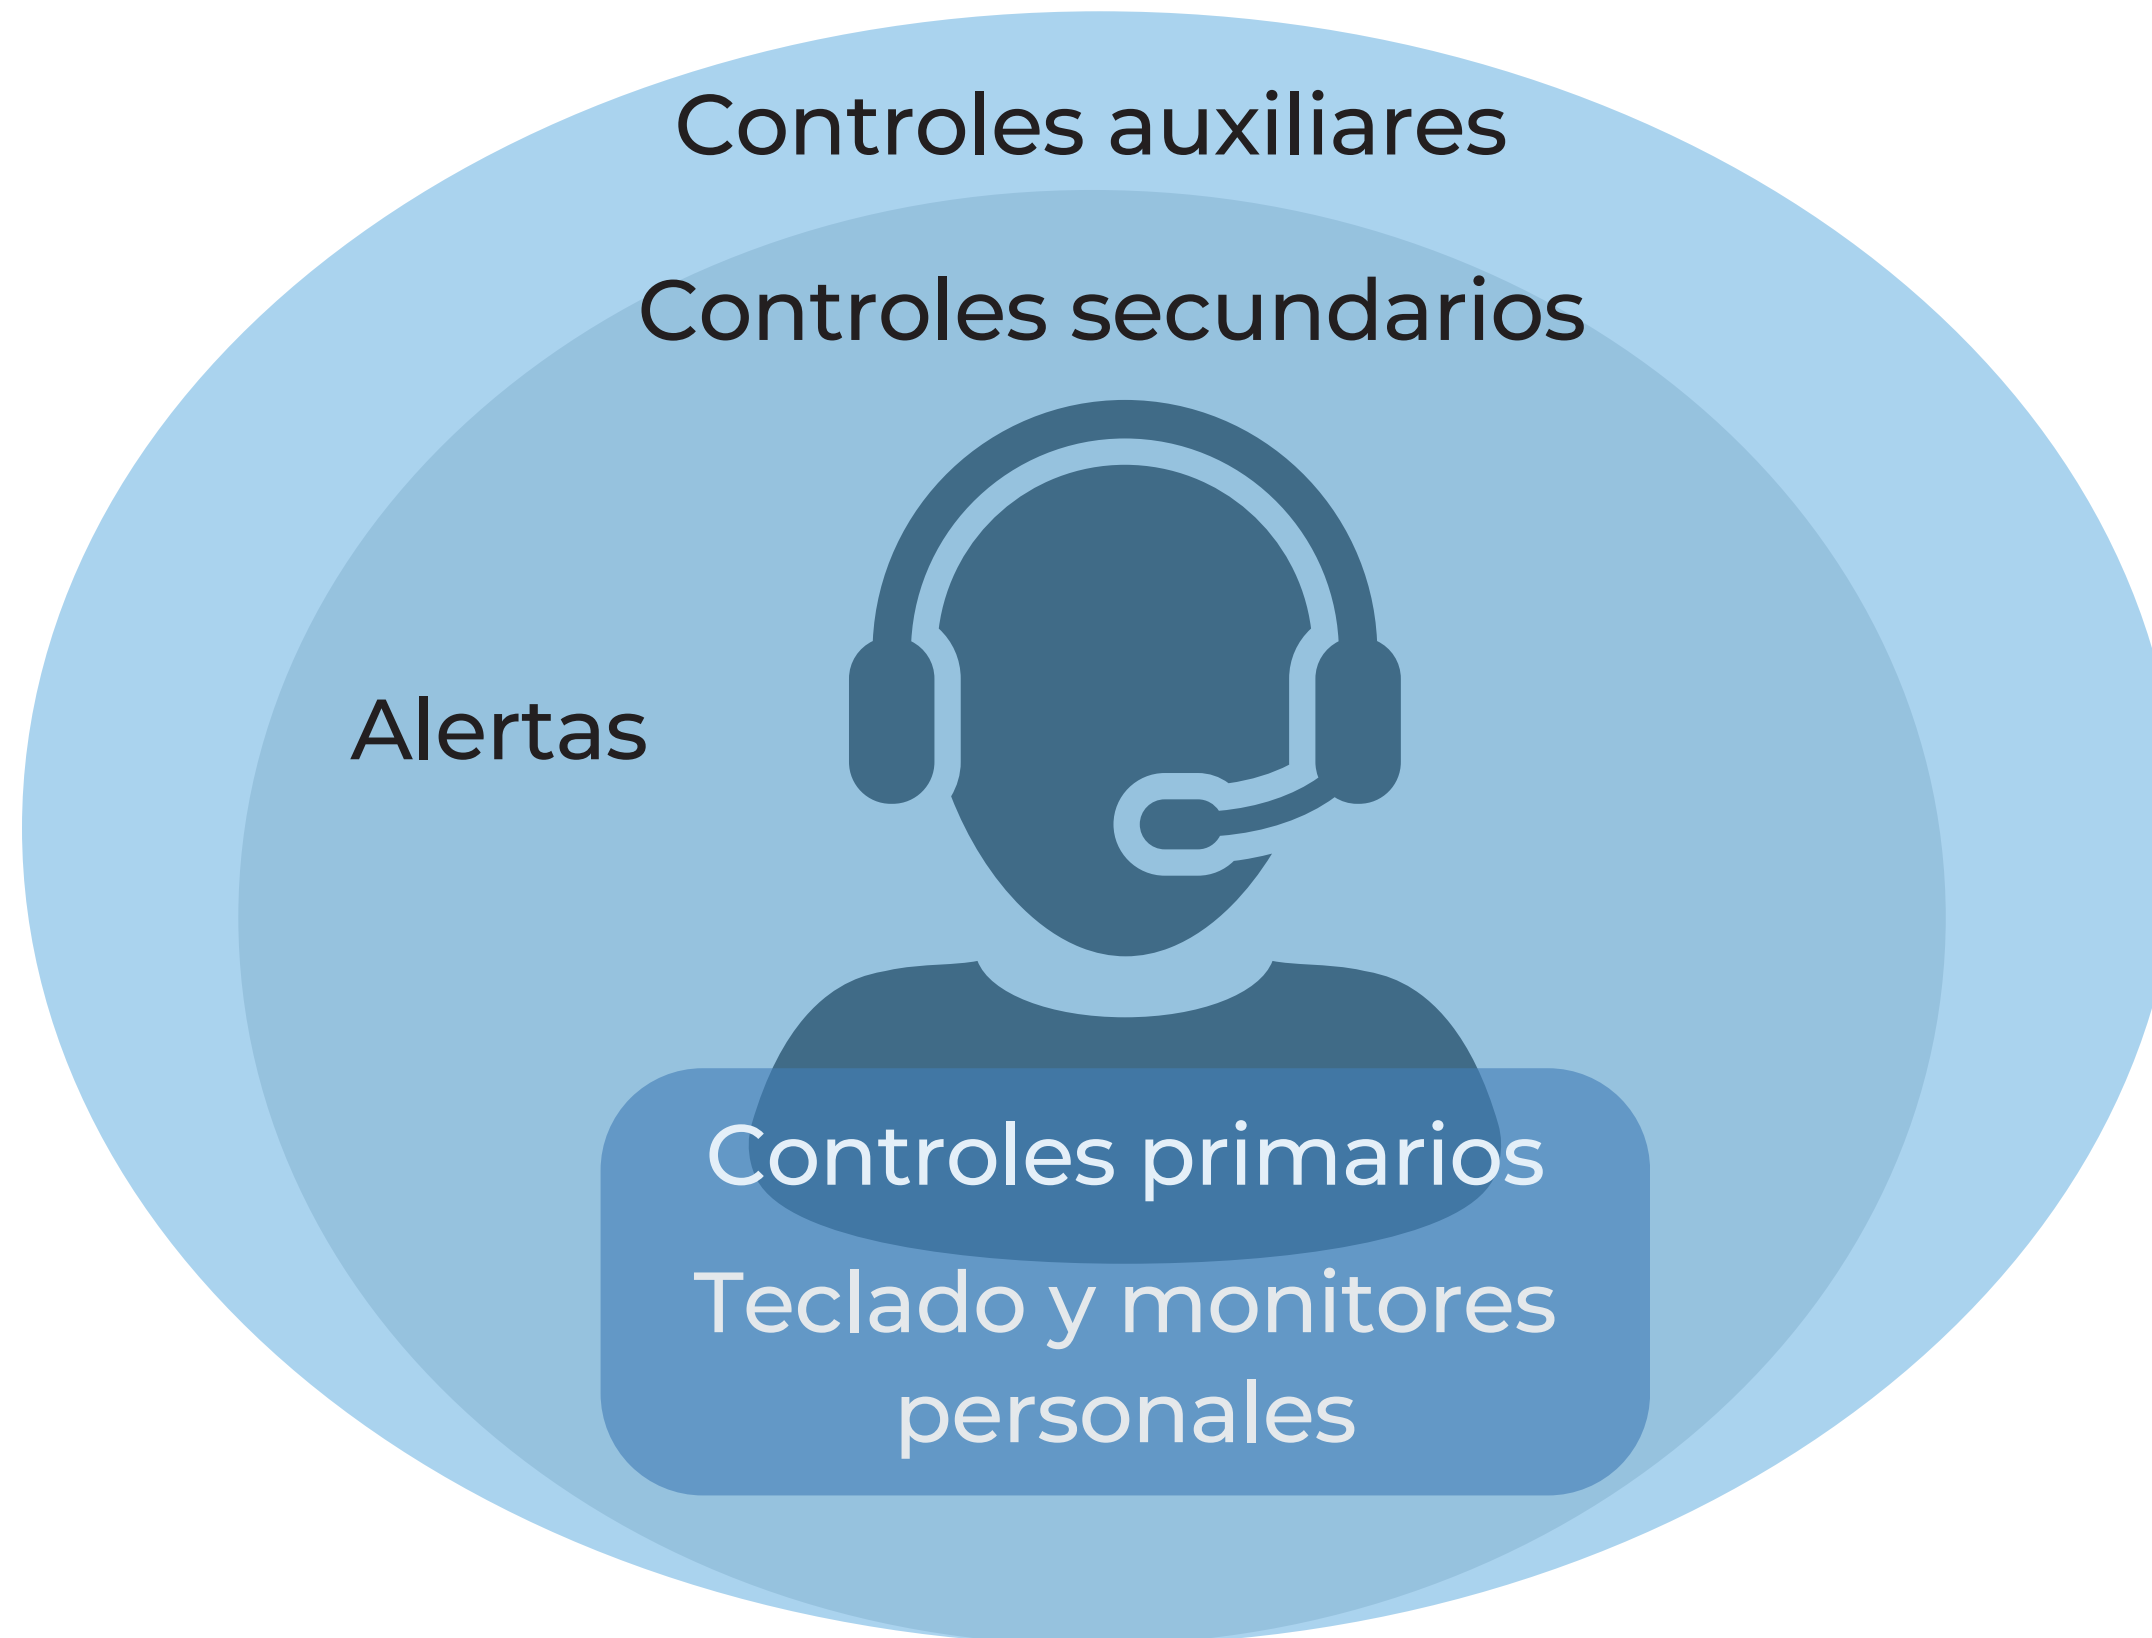 Controles auxiliares
Controles secundarios
Alertas
Controles primarios
Teclado y monitores
personales